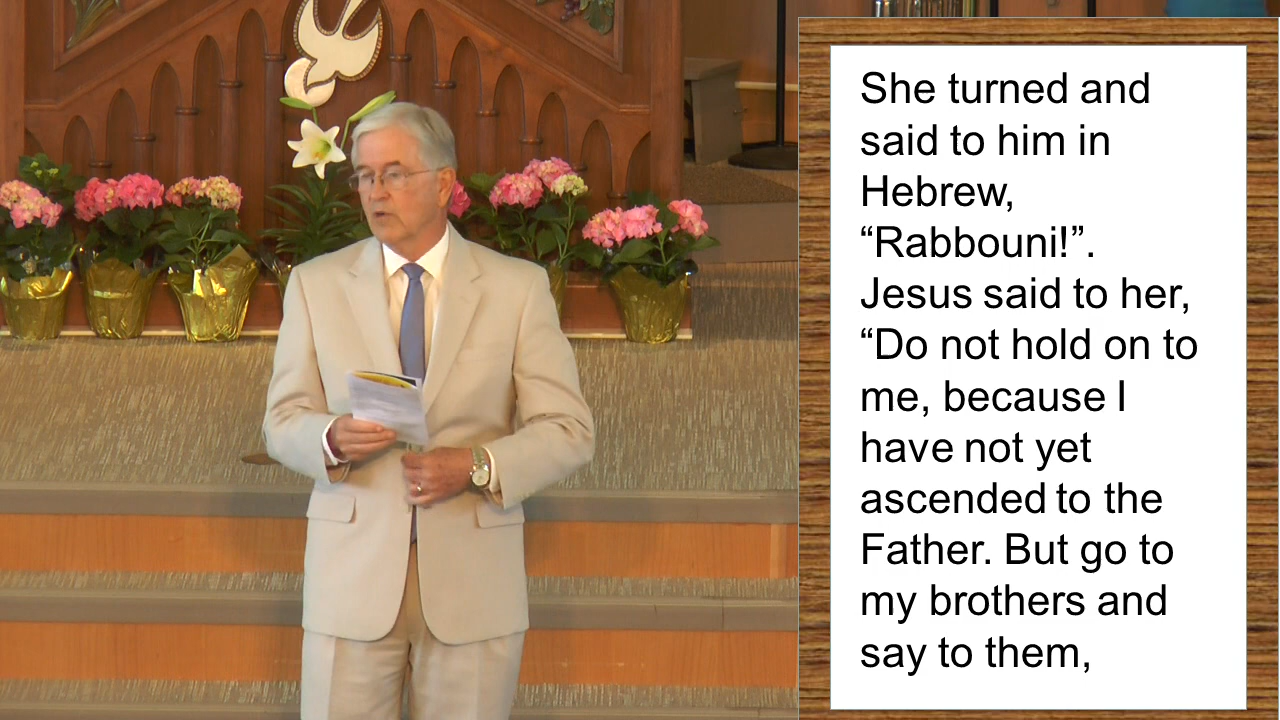 She turned and
said to him in
Hebrew,
“Rabbouni!”.
Jesus said to her,
“Do not hold on to
me, because I
have not yet
ascended to the
Father. But go to
my brothers and
say to them,